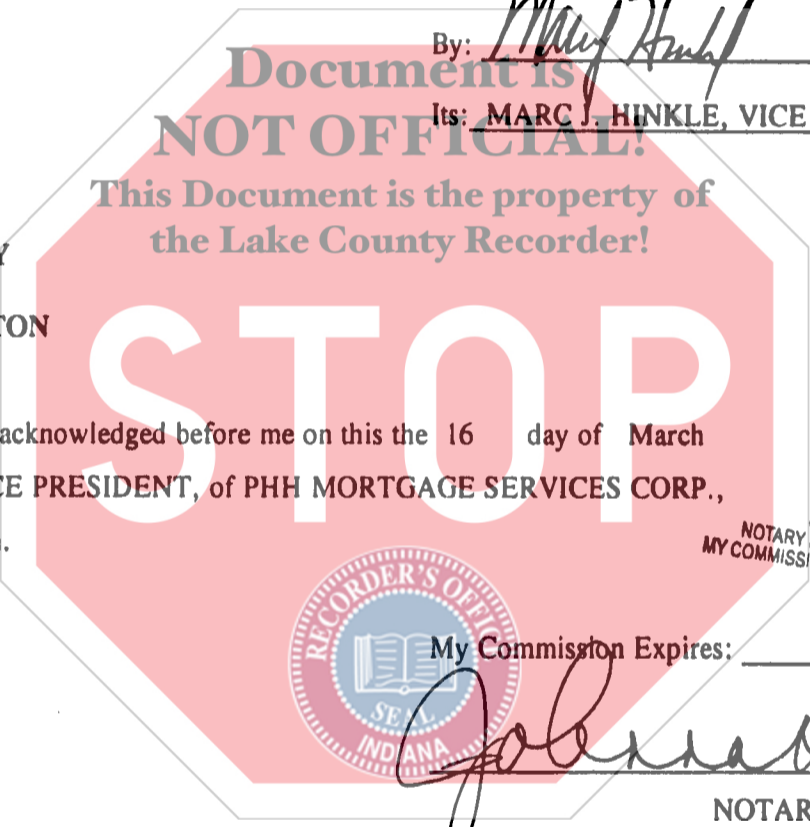 By:
Document is
Its: MARC J. HINKLE, VICE
NOT OFFICIAL!
This Document is the property of
the Lake County Recorder!
Y
TON
STOP
acknowledged before me on this the 16 day of March
CE PRESIDENT, of PHH MORTGAGE SERVICES CORP.,
NOTARY
MY COMMISSI
RECORDER'S OFFICE
My Commission Expires:
SEAL
INDIANA
NOTAR